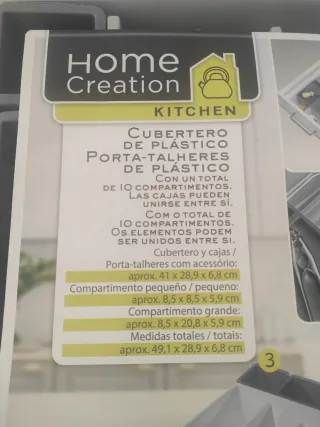 Home
Creation
KITCHEN
CUBERTERO
DE PLÁSTICO
PORTA-TALHERES
DE PLÁSTICO
CON UN TOTAL
DE 10 COMPARTIMENTOS.
LAS CAJAS PUEDEN
UNIRSE ENTRE SÍ.
COM O TOTAL DE
10 COMPARTIMENTOS.
OS ELEMENTOS PODEM
SER UNIDOS ENTRE SI.
Cubertero y cajas /
Porta-talheres com acessório:
aprox. 41 x 28,9 x 6,8 cm
Compartimento pequeño / pequeno:
aprox. 8,5 x 8,5 x 5,9 cm
Compartimento grande:
aprox. 8,5 x 20,8 x 5,9 cm
Medidas totales / totais:
aprox. 49,1 x 28,9 x 6,8 cm
3